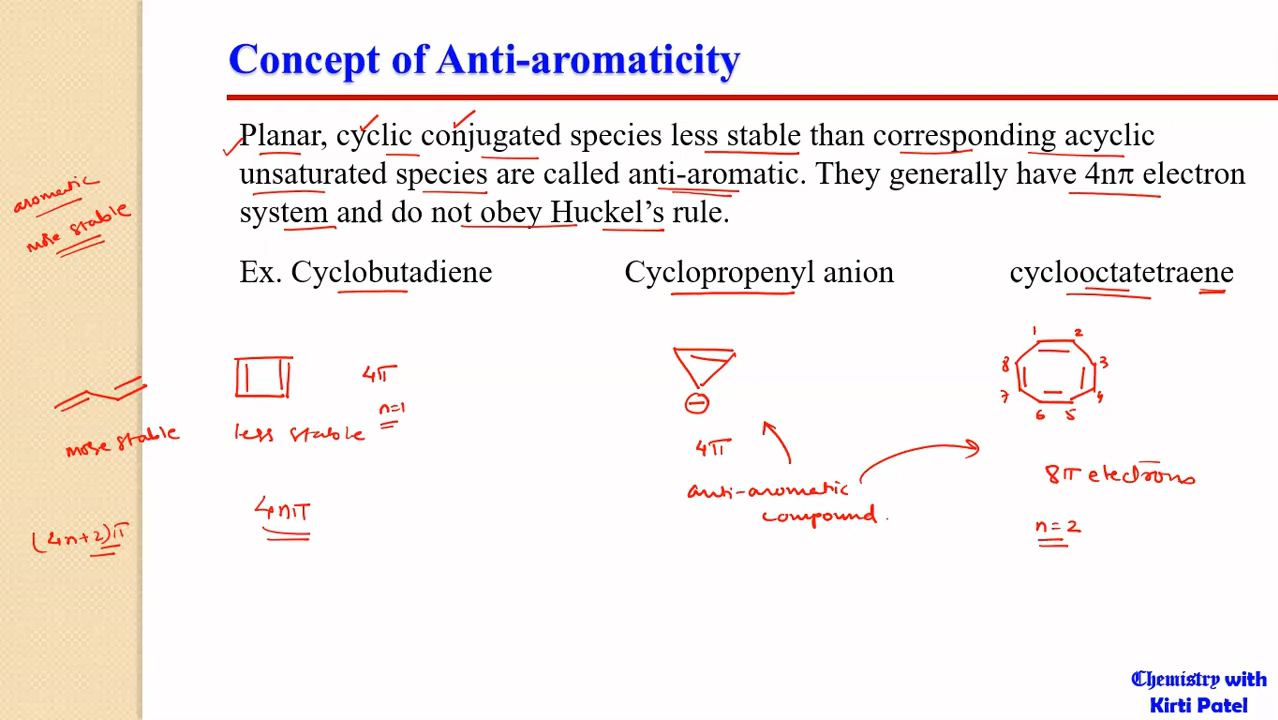 Concept of Anti-aromaticity
Planar, cyclic conjugated species less stable than corresponding acyclic
unsaturated species are called anti-aromatic. They generally have 4nπ electron
system and do not obey Huckel's rule.
aromatic
more stable
Ex. Cyclobutadiene Cyclopropenyl anion cyclooctatetraene
1 2
8 3
7 4
6 5
4π
n=1
more stable
less stable
4π
anti-aromatic
compound
8π electrons
4nπ
(4n+2)π
n=2
Chemistry with
Kirti Patel